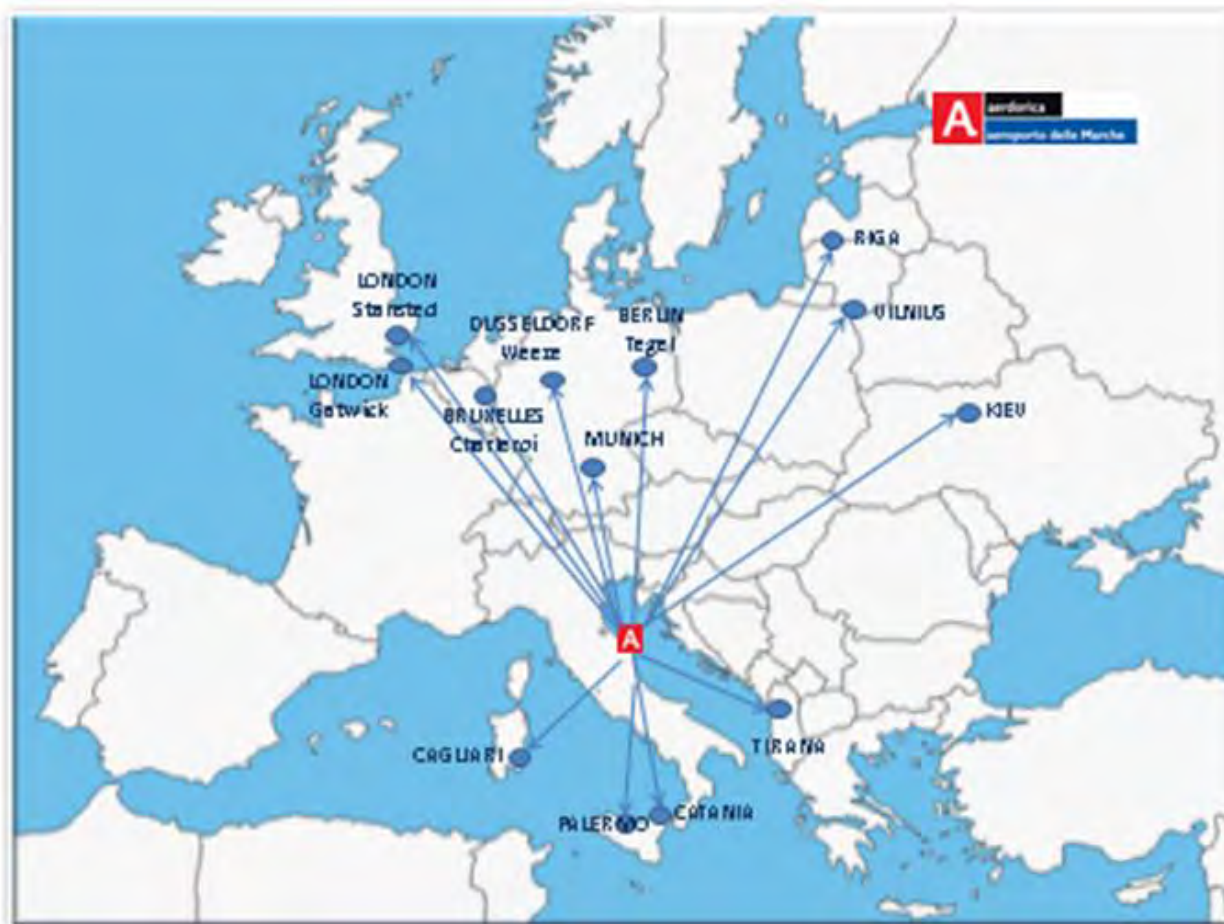 A
aerdorica
aeroporto delle Marche
RIGA
LONDON
Stansted
VILNIUS
DUSSELDORF
Weeze
BERLIN
Tegel
LONDON
Gatwick
BRUXELLES
Charleroi
MUNICH
KIEV
A
TIRANA
CAGLIARI
PALERMO
CATANIA